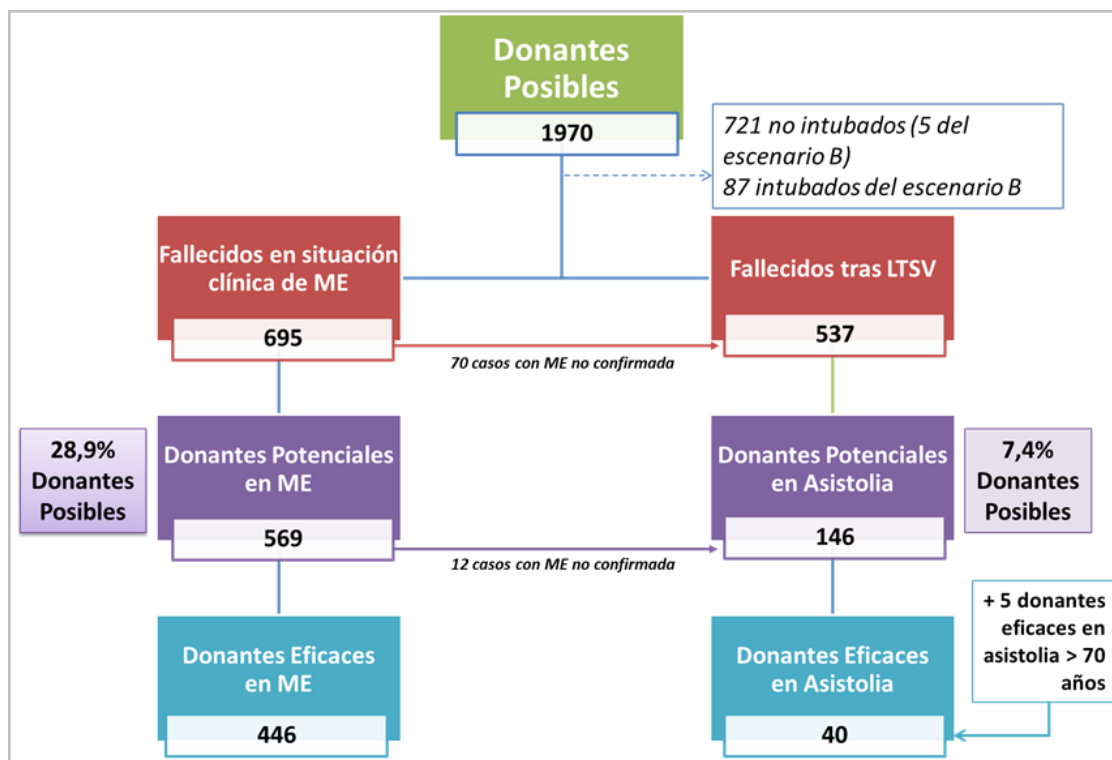 Donantes
Posibles
1970
721 no intubados (5 del
escenario B)
87 intubados del escenario B
Fallecidos en situación
clínica de ME
695
Fallecidos tras LTSV
537
70 casos con ME no confirmada
28,9%
Donantes
Posibles
Donantes Potenciales
en ME
569
Donantes Potenciales
en Asistolia
146
7,4%
Donantes
Posibles
12 casos con ME no confirmada
Donantes Eficaces
en ME
446
Donantes Eficaces
en Asistolia
40
+ 5 donantes
eficaces en
asistolia > 70
años